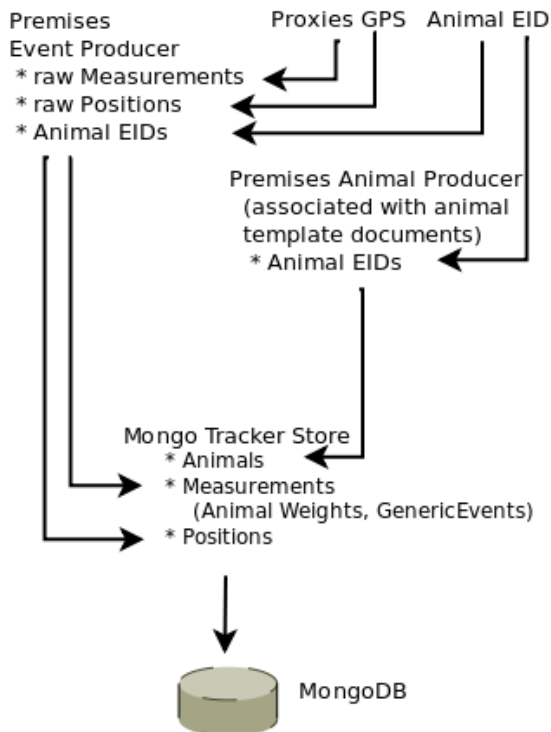 Premises
Event Producer
* raw Measurements
* raw Positions
* Animal EIDs
Proxies GPS
Animal EID
Premises Animal Producer
(associated with animal
template documents)
* Animal EIDs
Mongo Tracker Store
* Animals
* Measurements
(Animal Weights, GenericEvents)
* Positions
MongoDB